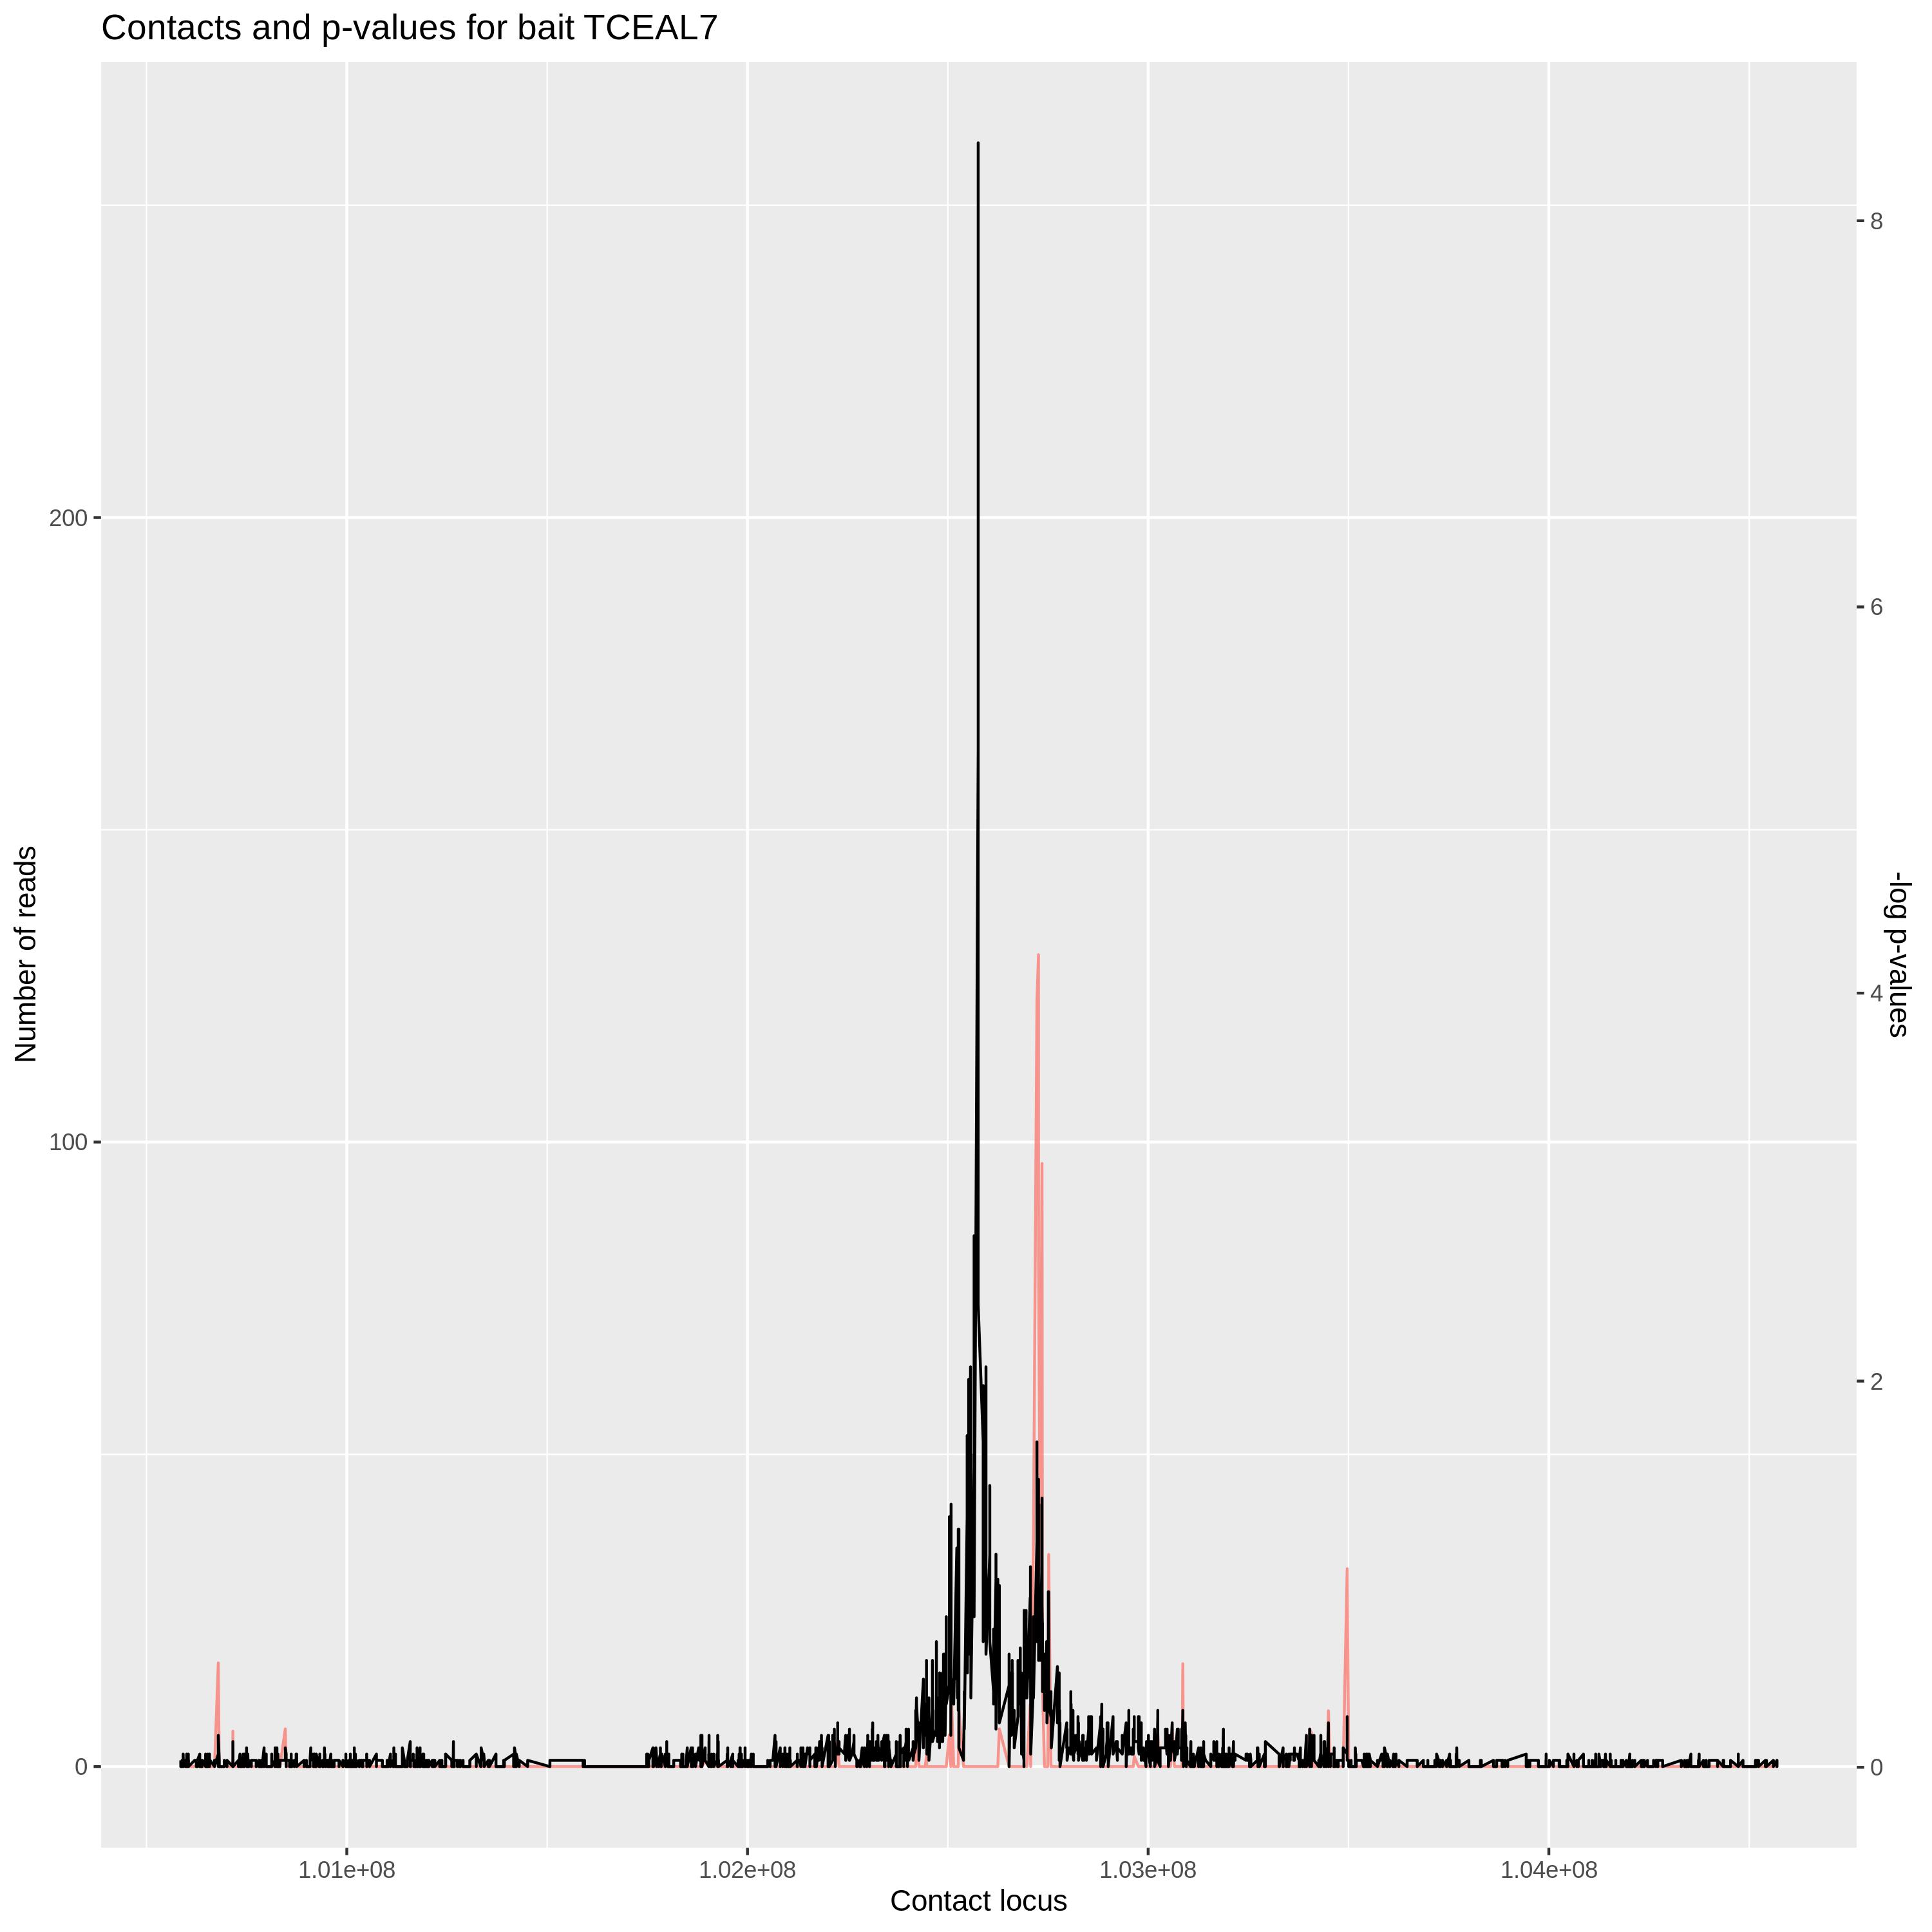 Contacts and p-values for bait TCEAL7
Number of reads
200
100
0
8
6
4
2
0
-log p-values
1.01e+08
1.02e+08
1.03e+08
1.04e+08
Contact locus